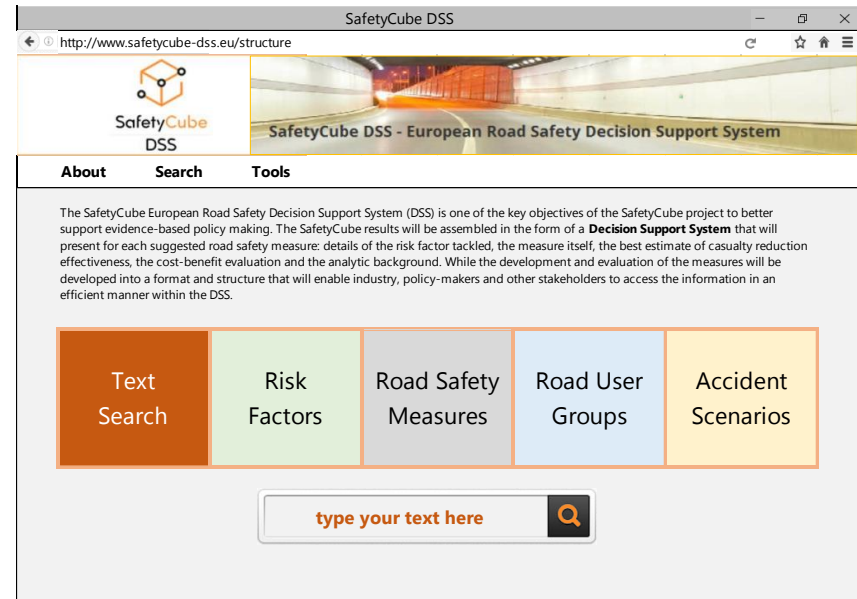 SafetyCube DSS
http://www.safetycube-dss.eu/structure
SafetyCube
DSS
SafetyCube DSS - European Road Safety Decision Support System
About Search Tools
The SafetyCube European Road Safety Decision Support System (DSS) is one of the key objectives of the SafetyCube project to better
support evidence-based policy making. The SafetyCube results will be assembled in the form of a Decision Support System that will
present for each suggested road safety measure: details of the risk factor tackled, the measure itself, the best estimate of casualty reduction
effectiveness, the cost-benefit evaluation and the analytic background. While the development and evaluation of the measures will be
developed into a format and structure that will enable industry, policy-makers and other stakeholders to access the information in an
efficient manner within the DSS.
Text
Search
Risk
Factors
Road Safety
Measures
Road User
Groups
Accident
Scenarios
type your text here